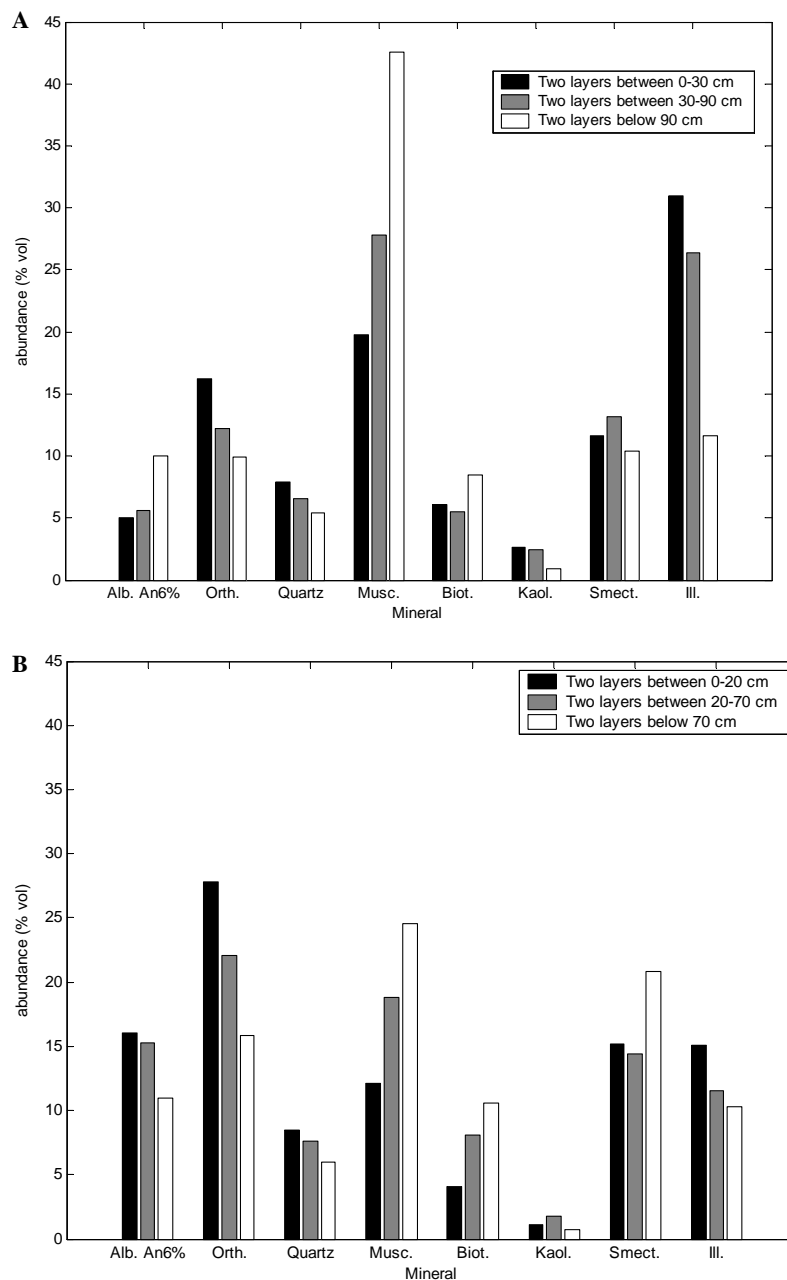 A
45
40
35
30
25
20
15
10
5
0
abundance (% vol)
Two layers between 0-30 cm
Two layers between 30-90 cm
Two layers below 90 cm
Alb. An6% Orth. Quartz Musc. Biot. Kaol. Smect. Ill.
Mineral
B
45
40
35
30
25
20
15
10
5
0
abundance (% vol)
Two layers between 0-20 cm
Two layers between 20-70 cm
Two layers below 70 cm
Alb. An6% Orth. Quartz Musc. Biot. Kaol. Smect. Ill.
Mineral